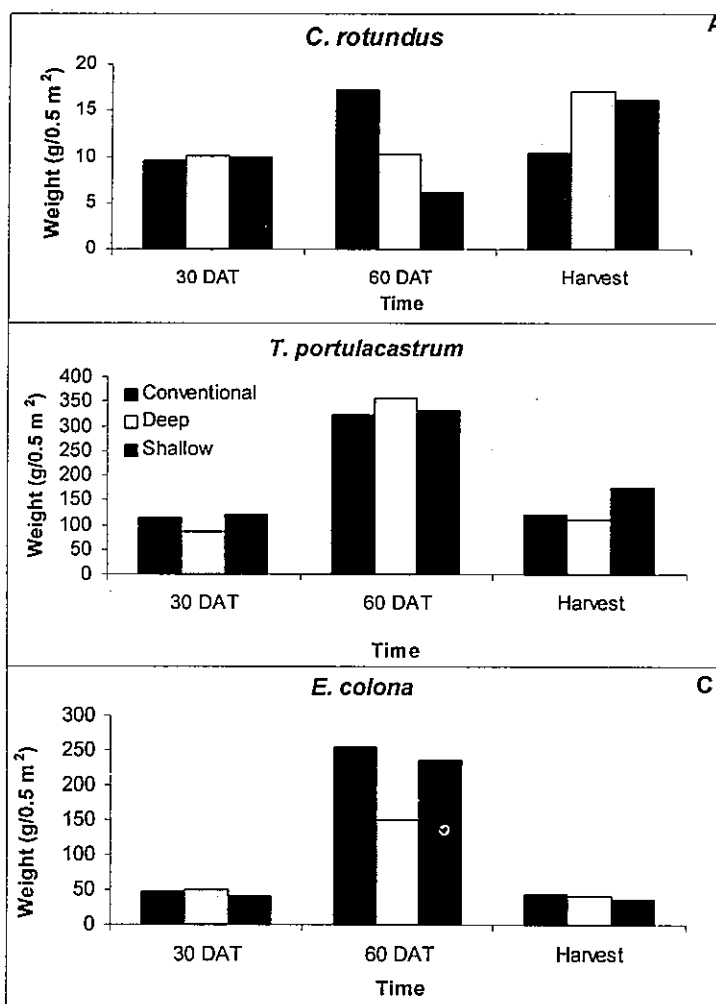 A
C. rotundus
20
15
10
5
0
Weight (g/0.5 m²)
30 DAT 60 DAT Harvest
Time
T. portulacastrum
400
350
300
250
200
150
100
50
0
Weight (g/0.5 m²)
Conventional
Deep
Shallow
30 DAT 60 DAT Harvest
Time
E. colona
C
300
250
200
150
100
50
0
Weight (g/0.5 m²)
30 DAT 60 DAT Harvest
Time